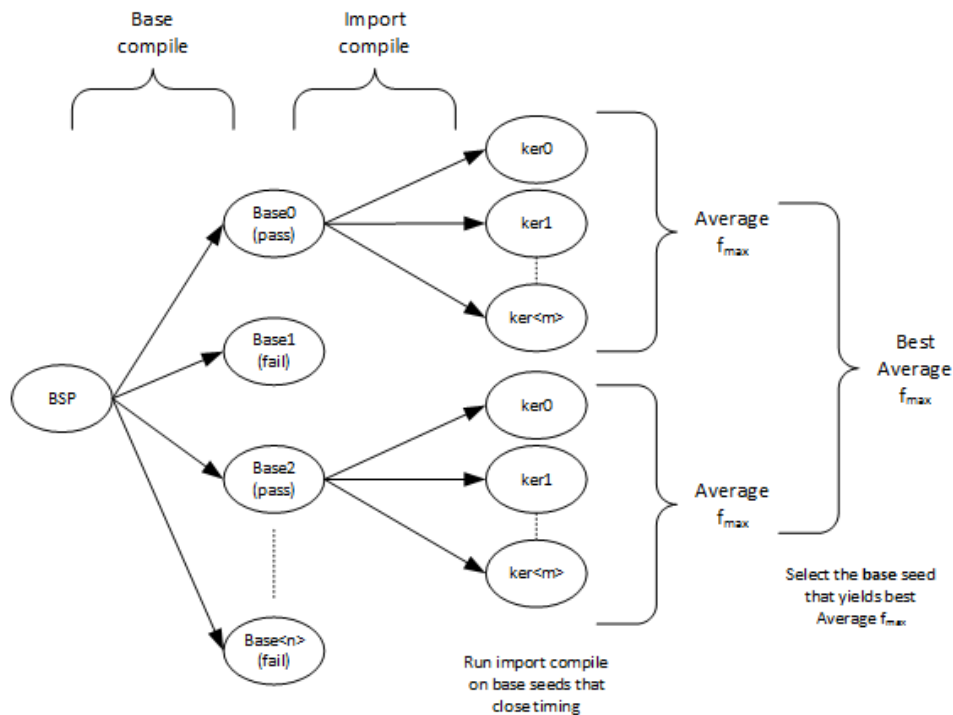 Base
compile
Import
compile
ker0
Base0
(pass)
ker1
Average
fmax
ker<m>
Base1
(fail)
Best
Average
fmax
BSP
ker0
Base2
(pass)
ker1
Average
fmax
ker<m>
Select the base seed
that yields best
Average fmax
Base<n>
(fail)
Run import compile
on base seeds that
close timing